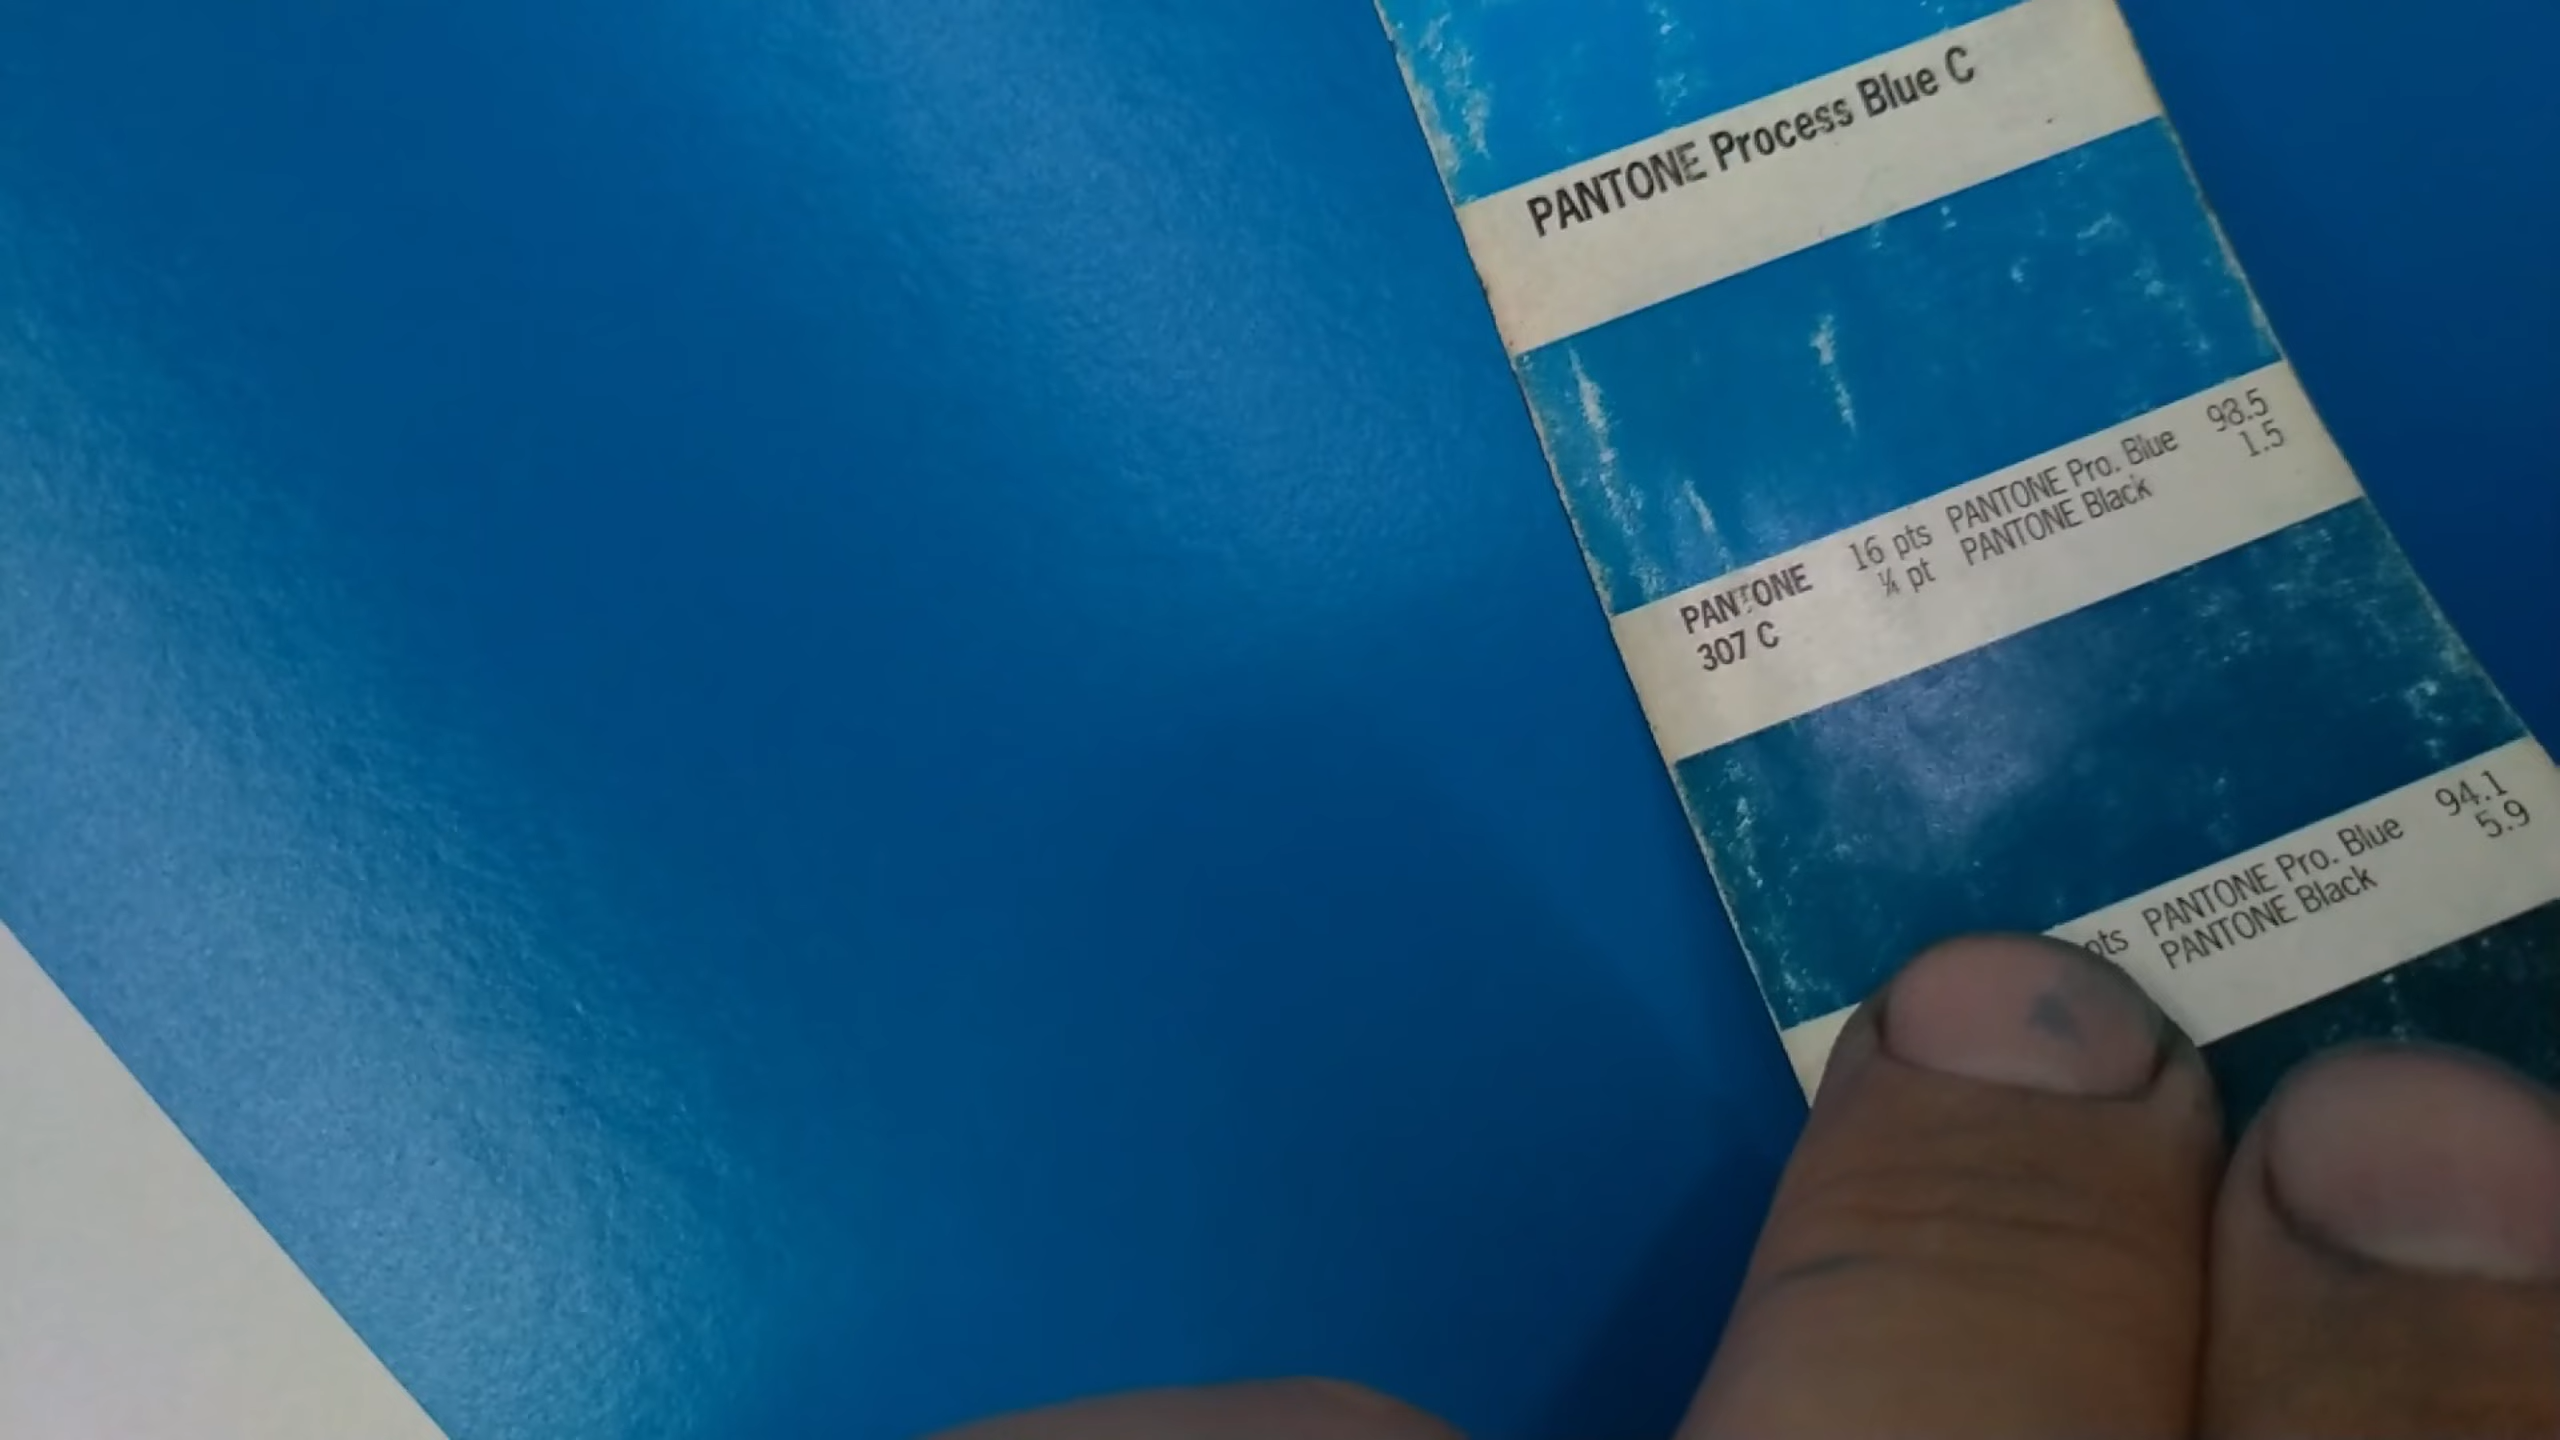 PANTONE Process Blue C
PANTONE 16 pts PANTONE Pro. Blue 98.5
307 C ¼ pt PANTONE Black 1.5
pts PANTONE Pro. Blue 94.1
PANTONE Black 5.9